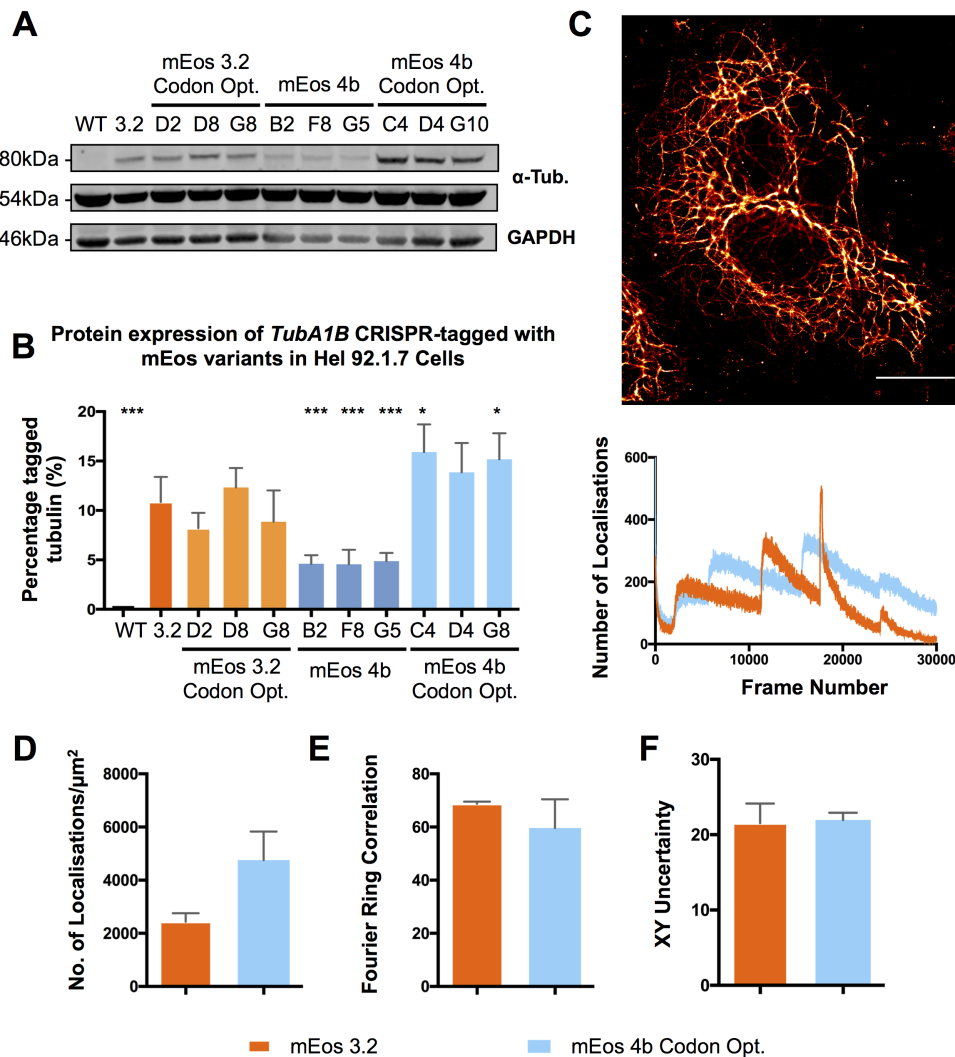 A
mEos 3.2
Codon Opt.
mEos 4b
mEos 4b
Codon Opt.
WT 3.2 D2 D8 G8 B2 F8 G5 C4 D4 G10
80kDa -
54kDa -
α-Tub.
46kDa -
GAPDH
B
Protein expression of TubA1B CRISPR-tagged with
mEos variants in Hel 92.1.7 Cells
Percentage tagged
tubulin (%)
20
15
10
5
0
*** *** *** *** * *
WT 3.2 D2 D8 G8 B2 F8 G5 C4 D4 G8
mEos 3.2
Codon Opt.
mEos 4b
mEos 4b
Codon Opt.
C
Number of Localisations
600
400
200
0
0 10000 20000 30000
Frame Number
D
No. of Localisations/µm²
8000
6000
4000
2000
0
E
Fourier Ring Correlation
80
60
40
20
0
F
XY Uncertainty
30
20
10
0
mEos 3.2
mEos 4b Codon Opt.